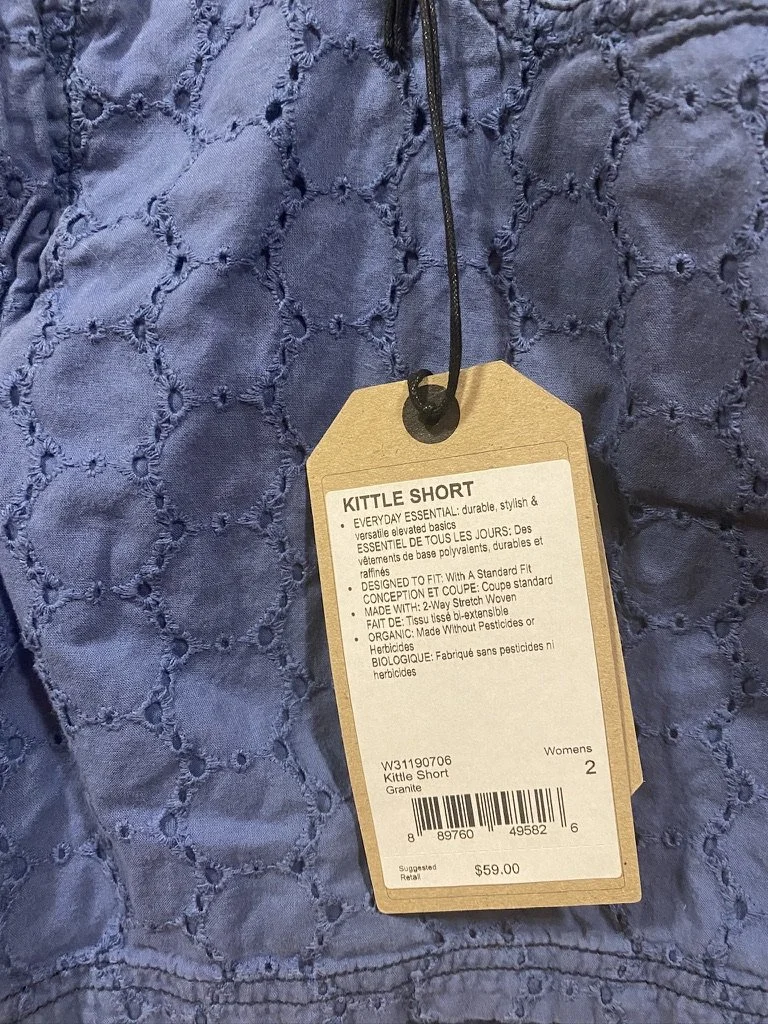 KITTLE SHORT
• EVERYDAY ESSENTIAL: durable, stylish &
versatile elevated basics
ESSENTIEL DE TOUS LES JOURS: Des
vêtements de base polyvalents, durables et
raffinés
• DESIGNED TO FIT: With A Standard Fit
CONCEPTION ET COUPE: Coupe standard
• MADE WITH: 2-Way Stretch Woven
FAIT DE: Tissu tissé bi-extensible
• ORGANIC: Made Without Pesticides or
Herbicides
BIOLOGIQUE: Fabriqué sans pesticides ni
herbicides
W31190706 Womens
Kittle Short 2
Granite
8 89760 49582 6
Suggested
Retail $59.00